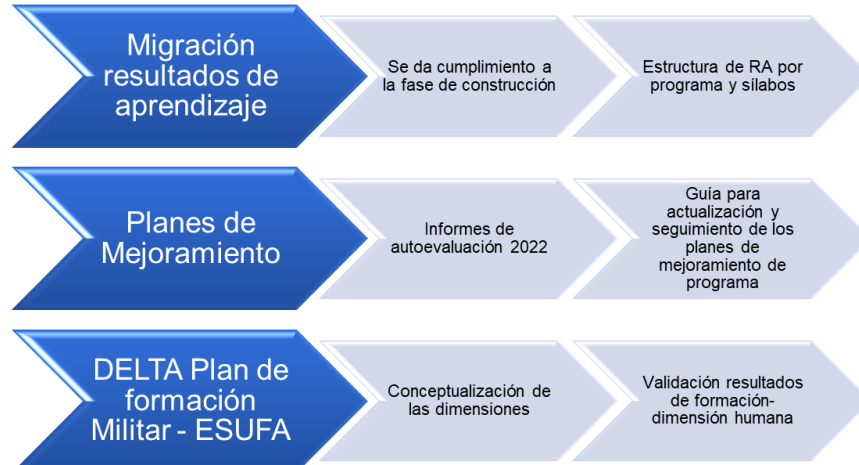 Migración
resultados de
aprendizaje
Se da cumplimiento a
la fase de construcción
Estructura de RA por
programa y sílabos
Planes de
Mejoramiento
Informes de
autoevaluación 2022
Guía para
actualización y
seguimiento de los
planes de
mejoramiento de
programa
DELTA Plan de
formación
Militar - ESUFA
Conceptualización de
las dimensiones
Validación resultados
de formación-
dimensión humana